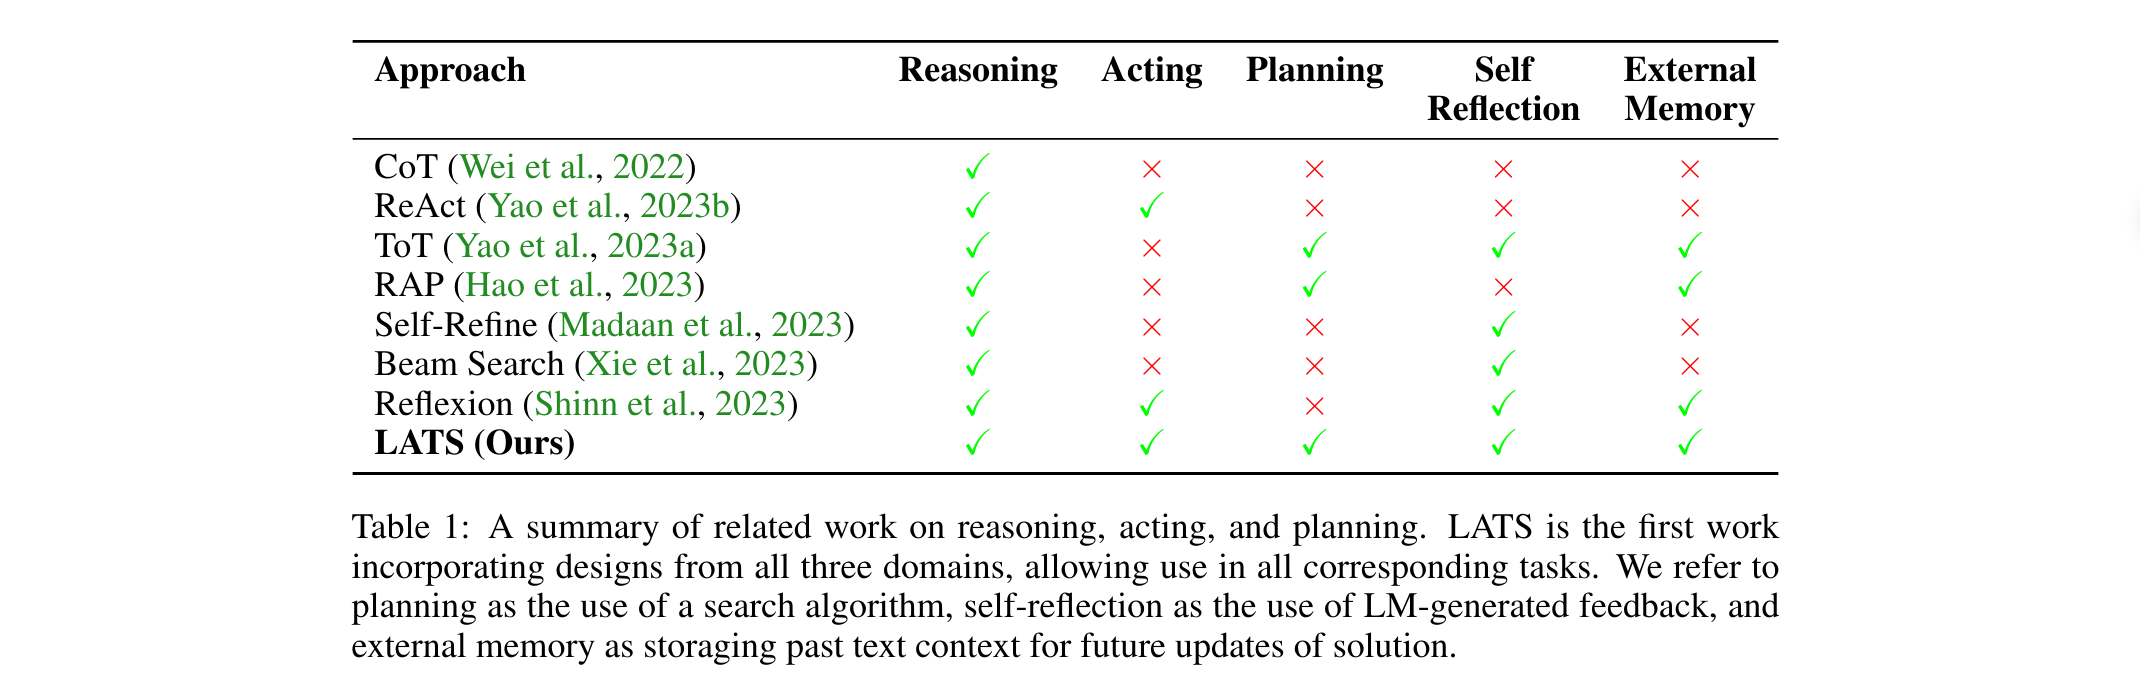 Approach Reasoning Acting Planning Self Reflection External Memory
CoT (Wei et al., 2022) ✓ × × × ×
ReAct (Yao et al., 2023b) ✓ ✓ × × ×
ToT (Yao et al., 2023a) ✓ × ✓ ✓ ✓
RAP (Hao et al., 2023) ✓ × ✓ × ✓
Self-Refine (Madaan et al., 2023) ✓ × × ✓ ×
Beam Search (Xie et al., 2023) ✓ × × ✓ ×
Reflexion (Shinn et al., 2023) ✓ ✓ × ✓ ✓
LATS (Ours) ✓ ✓ ✓ ✓ ✓
Table 1: A summary of related work on reasoning, acting, and planning. LATS is the first work
incorporating designs from all three domains, allowing use in all corresponding tasks. We refer to
planning as the use of a search algorithm, self-reflection as the use of LM-generated feedback, and
external memory as storaging past text context for future updates of solution.